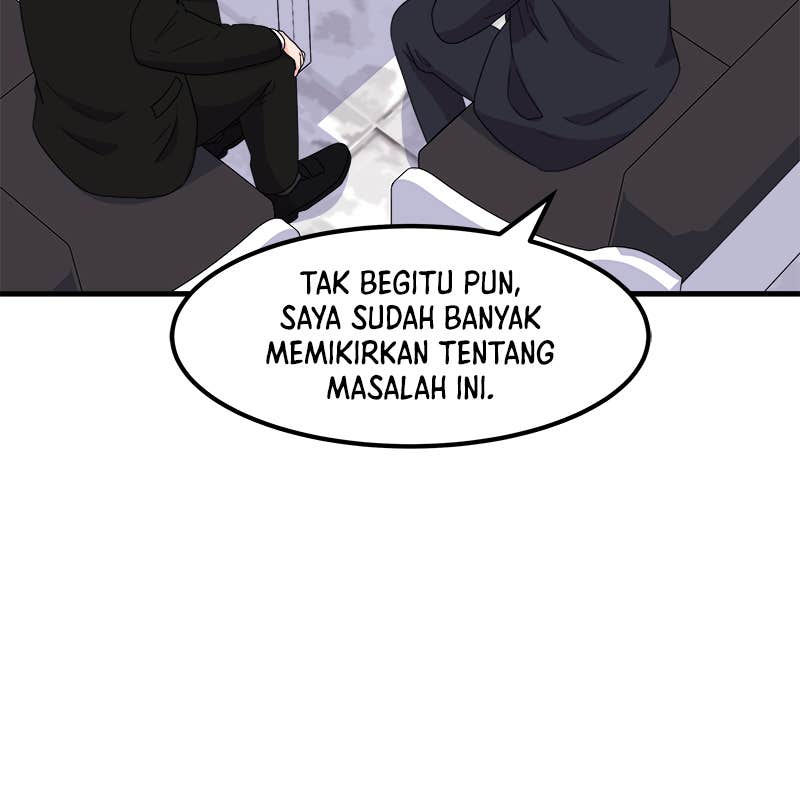 TAK BEGITU PUN,
SAYA SUDAH BANYAK
MEMIKIRKAN TENTANG
MASALAH INI.